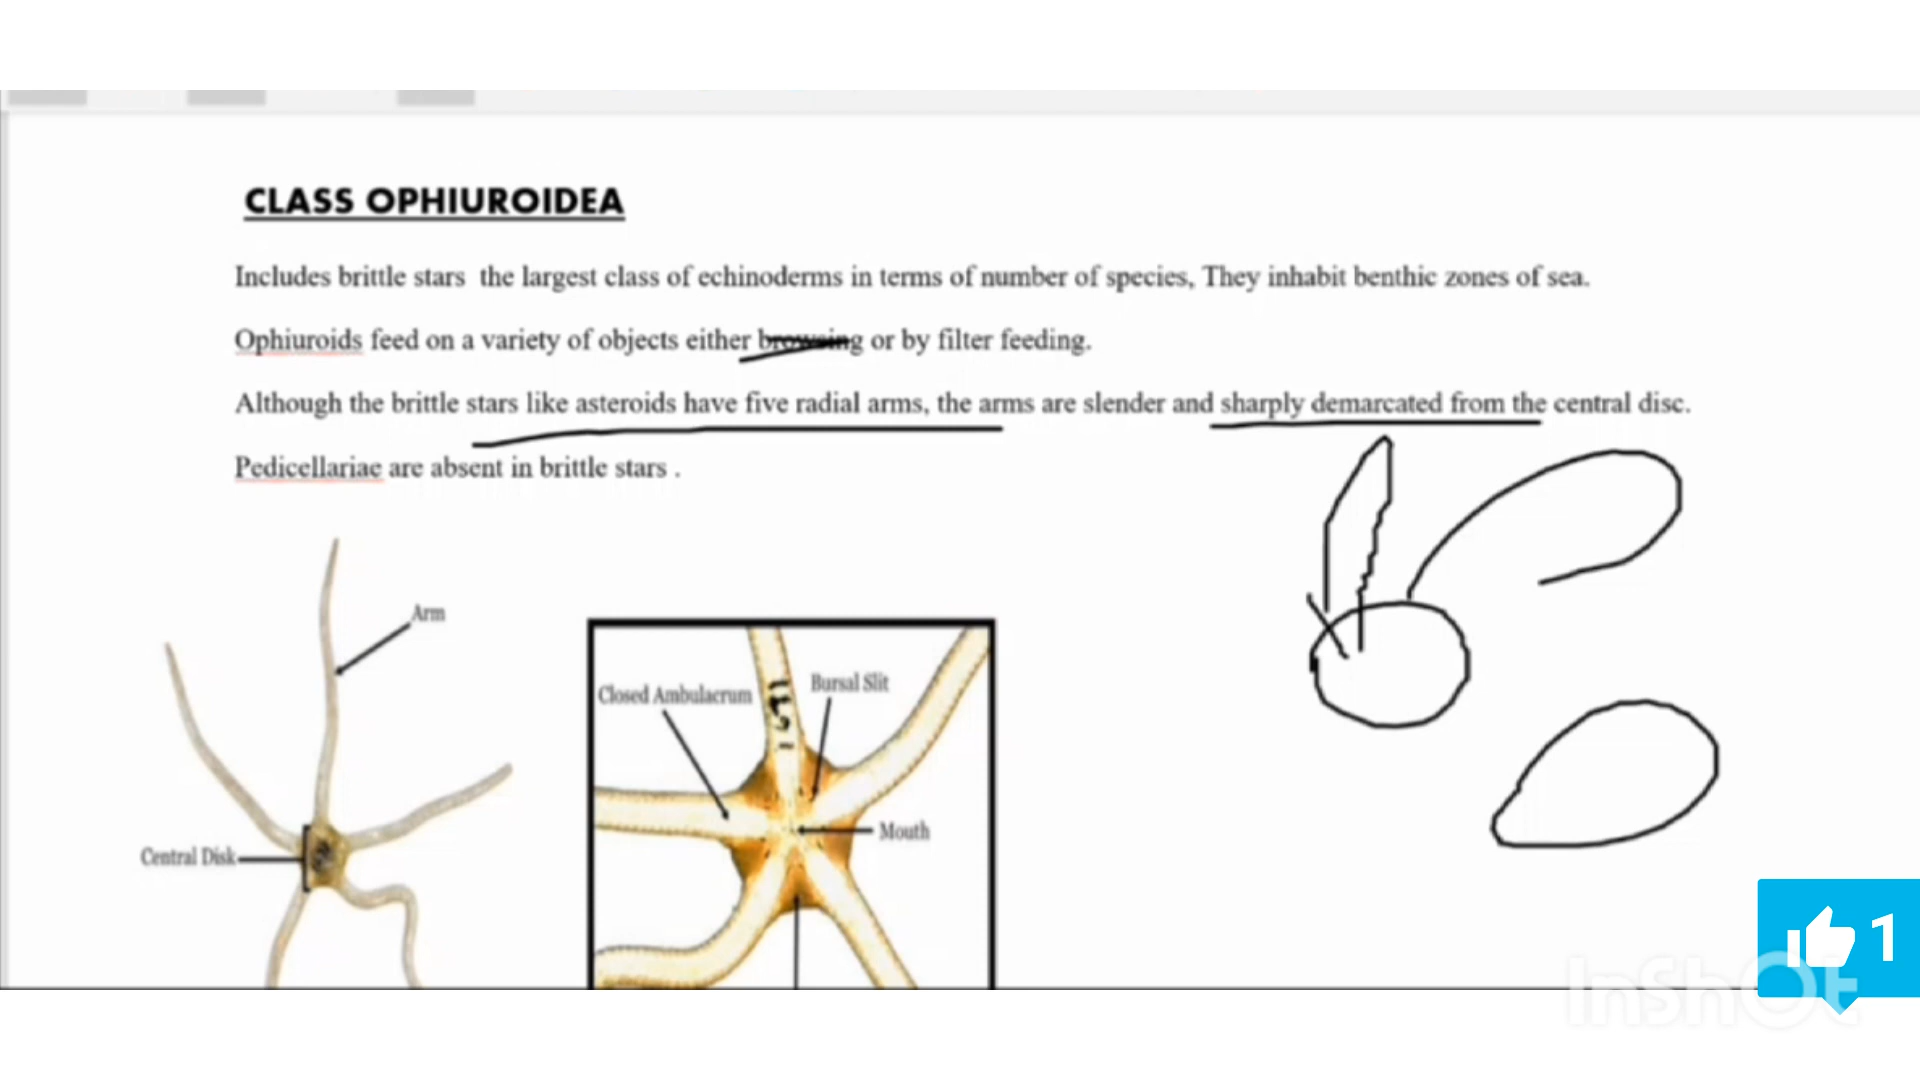 CLASS OPHIUROIDEA
Includes brittle stars the largest class of echinoderms in terms of number of species, They inhabit benthic zones of sea.
Ophiuroids feed on a variety of objects either browsing or by filter feeding.
Although the brittle stars like asteroids have five radial arms, the arms are slender and sharply demarcated from the central disc.
Pedicellariae are absent in brittle stars .
Arm
Central Disk
Closed Ambulacrum
Bursal Slit
Mouth
1
InShOt